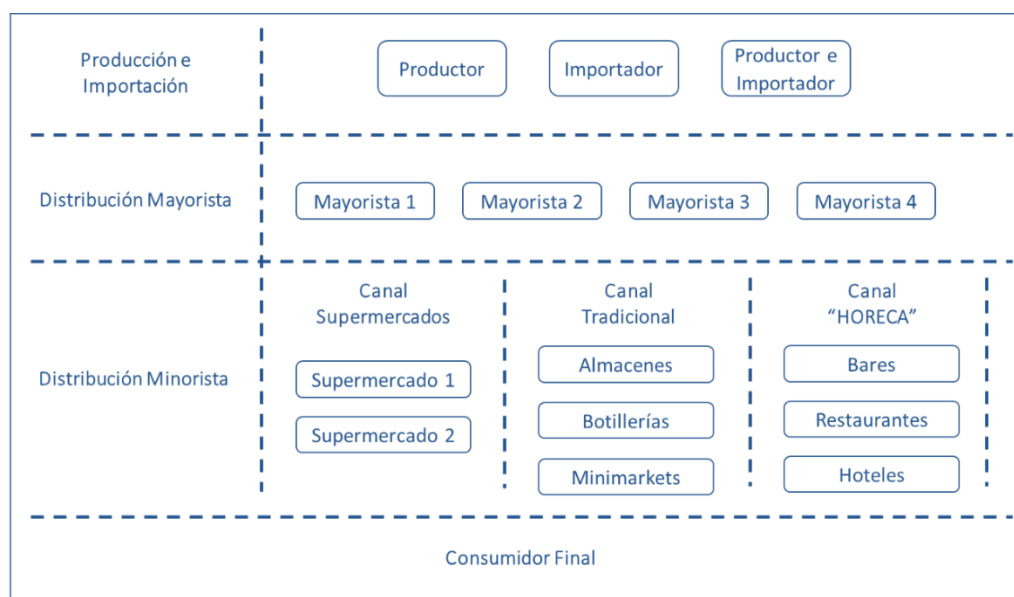 Producción e
Importación
Productor
Importador
Productor e
Importador
Distribución Mayorista
Mayorista 1
Mayorista 2
Mayorista 3
Mayorista 4
Distribución Minorista
Canal
Supermercados
Supermercado 1
Supermercado 2
Canal
Tradicional
Almacenes
Botillerías
Minimarkets
Canal
“HORECA”
Bares
Restaurantes
Hoteles
Consumidor Final